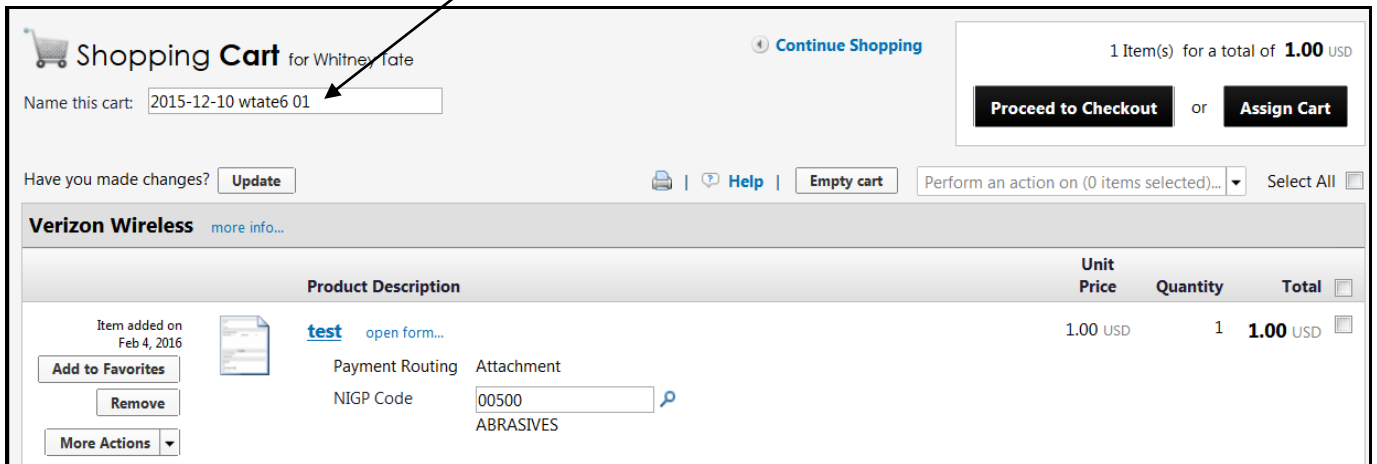 Shopping Cart for Whitney Tate
Continue Shopping
1 Item(s) for a total of 1.00 USD
Name this cart: 2015-12-10 wtate6 01
Proceed to Checkout or Assign Cart
Have you made changes? Update
| Help | Empty cart Perform an action on (0 items selected)... Select All
Verizon Wireless more info...
Product Description Unit Price Quantity Total
Item added on
Feb 4, 2016
test open form... 1.00 USD 1 1.00 USD
Add to Favorites
Payment Routing Attachment
Remove
NIGP Code 00500
ABRASIVES
More Actions